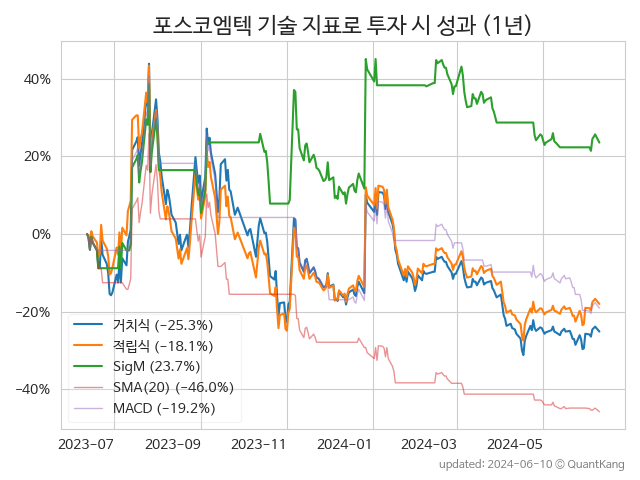 포스코엠텍 기술 지표로 투자 시 성과 (1년)
40%
20%
0%
−20%
−40%
거치식 (−25.3%)
적립식 (−18.1%)
SigM (23.7%)
SMA(20) (−46.0%)
MACD (−19.2%)
2023-07 2023-09 2023-11 2024-01 2024-03 2024-05
updated: 2024-06-10 © QuantKang